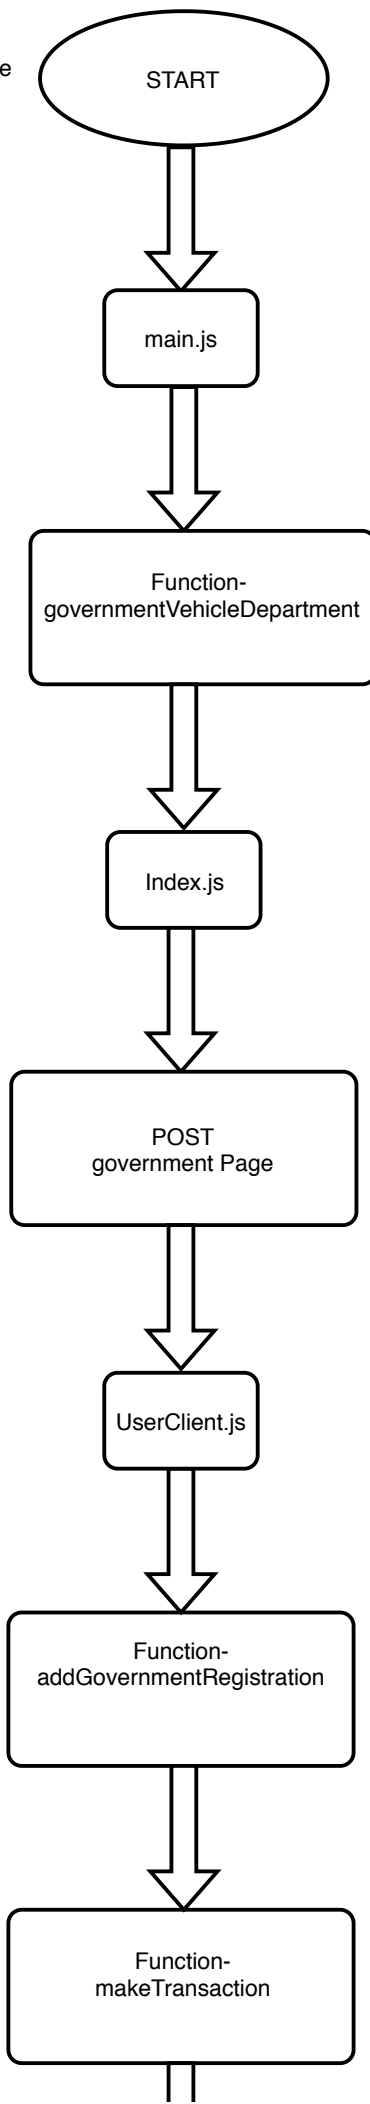 START
main.js
Function-
governmentVehicleDepartment
Index.js
POST
government Page
UserClient.js
Function-
addGovernmentRegistration
Function-
makeTransaction